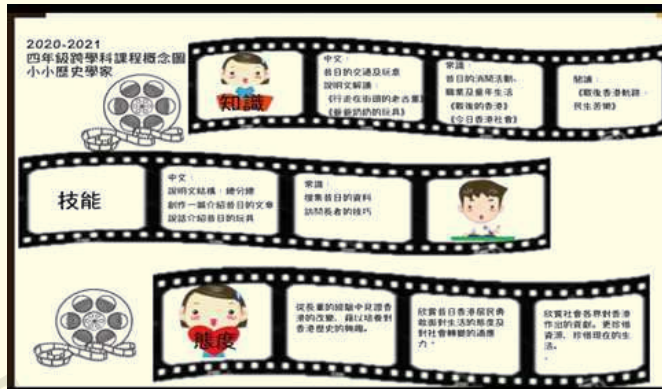 2020-2021
四年級跨學科課程概念圖
小小歷史學家
知識
中文：
昔日的交通及玩意
說明文解讀：
《行走在街頭的老古董》
《爺爺奶奶的玩具》
常識：
昔日的消閒活動、
職業及童年生活
《戰後的香港》
《今日香港社會》
閱讀：
《戰後香港軌跡：
民生苦樂》
技能
中文：
說明文結構：總分總
創作一篇介紹昔日的文章
說話介紹昔日的玩具
常識：
搜集昔日的資料
訪問長者的技巧
態度
從長輩的經驗中見證香
港的改變，藉以培養對
香港歷史的興趣。
欣賞昔日香港居民勇
敢面對生活的態度及
對社會轉變的適應
力。
欣賞社會各界對香港
作出的貢獻。更珍惜
資源，珍惜現在的生
活。